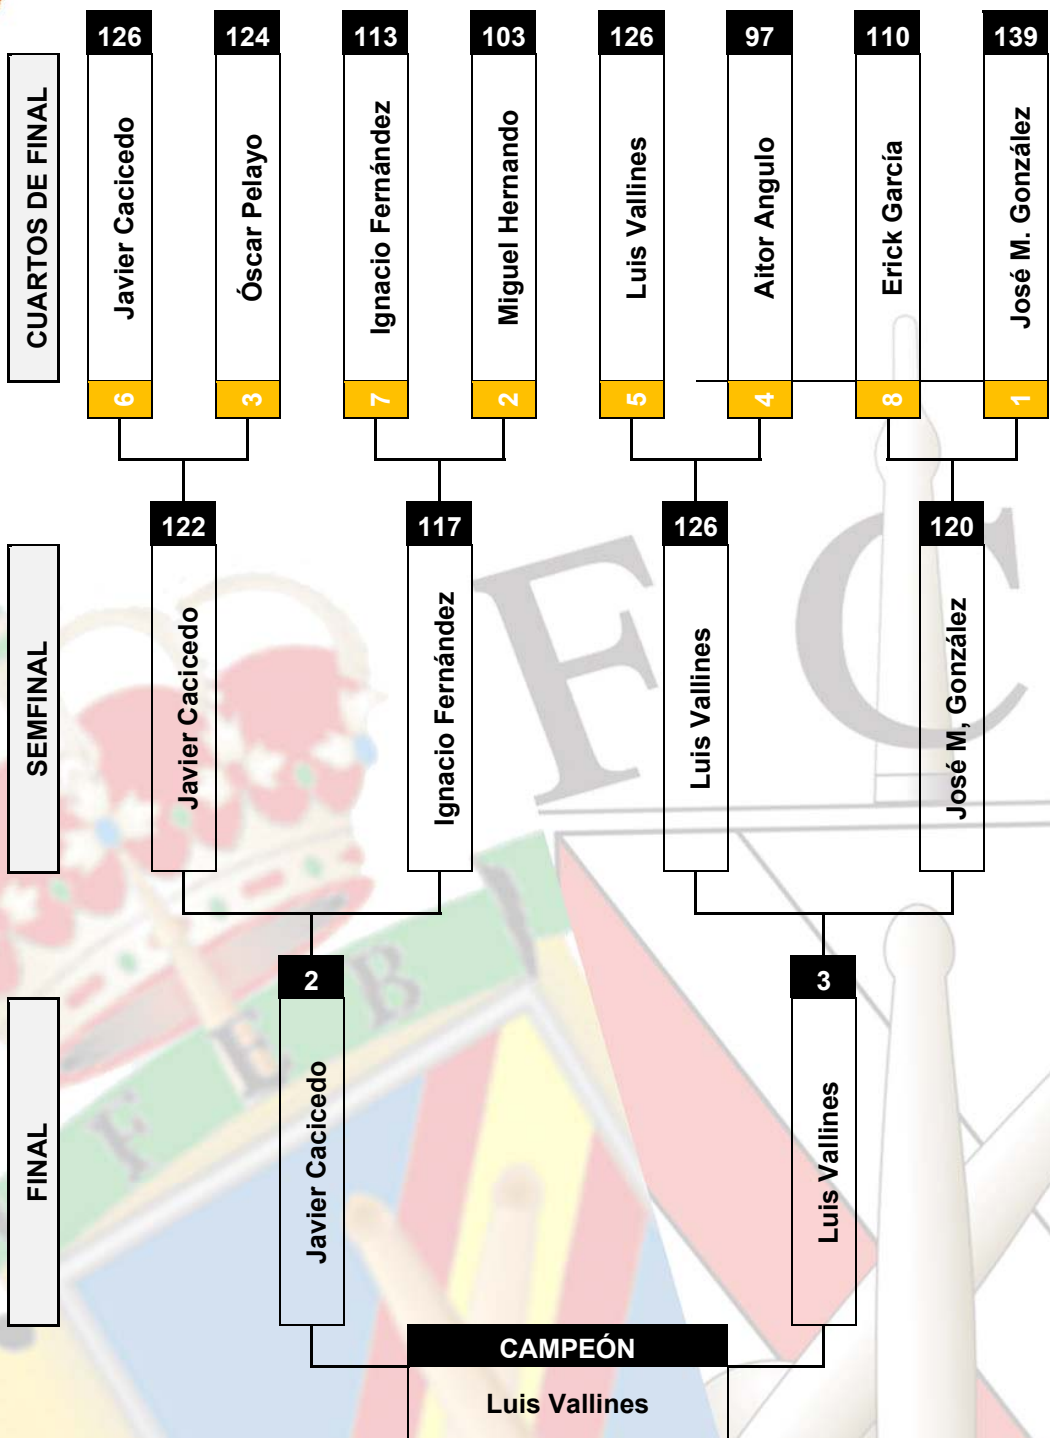 126
124
113
103
126
97
110
139
CUARTOS DE FINAL
Javier Cacicedo
Óscar Pelayo
Ignacio Fernández
Miguel Hernando
Luis Vallines
Aitor Angulo
Erick García
José M. González
6
3
7
2
5
4
8
1
122
117
126
120
SEMFINAL
Javier Cacicedo
Ignacio Fernández
Luis Vallines
José M, González
2
3
FINAL
Javier Cacicedo
Luis Vallines
CAMPEÓN
Luis Vallines
F C
F E B